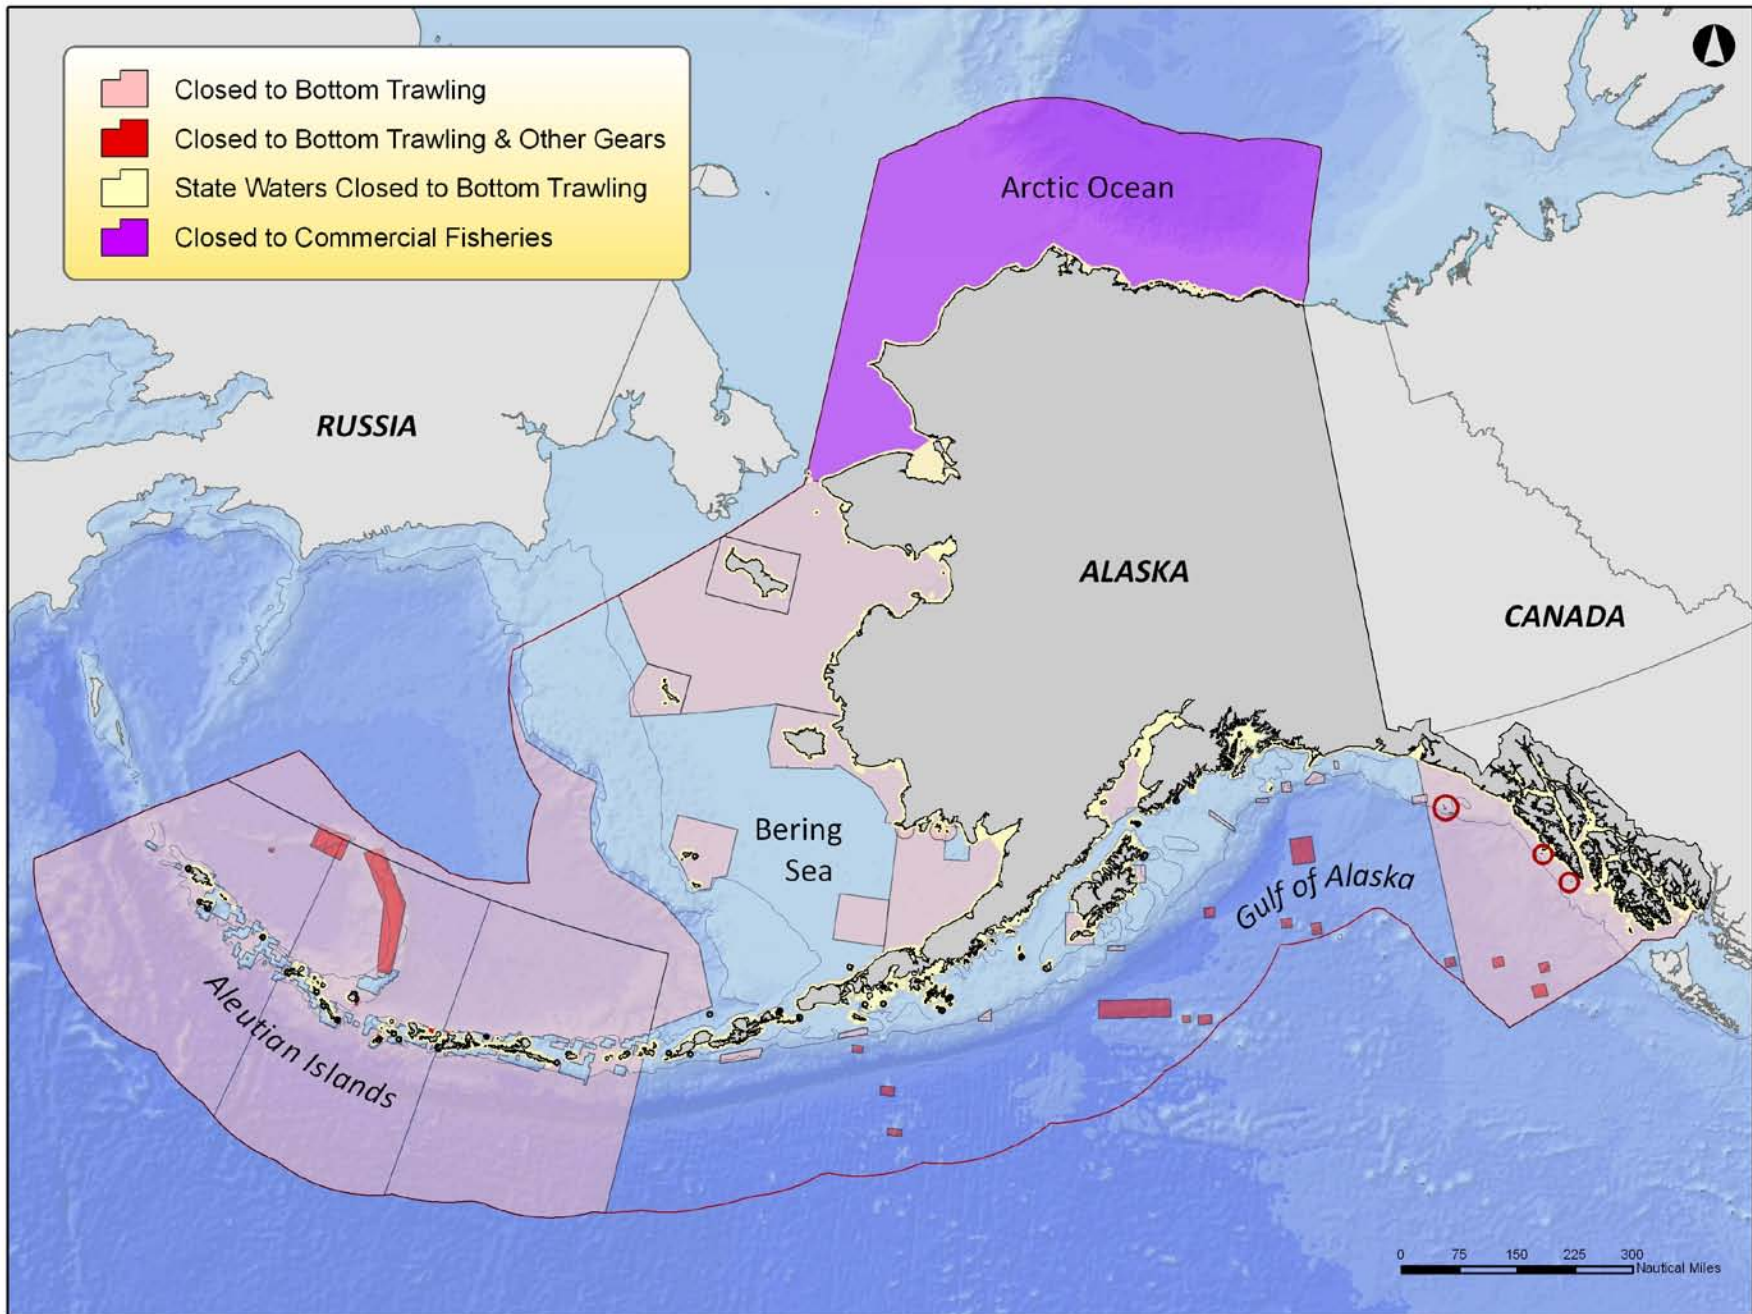 Closed to Bottom Trawling
Closed to Bottom Trawling & Other Gears
State Waters Closed to Bottom Trawling
Closed to Commercial Fisheries
Arctic Ocean
RUSSIA
ALASKA
CANADA
Bering
Sea
Gulf of Alaska
Aleutian Islands
0 75 150 225 300
Nautical Miles